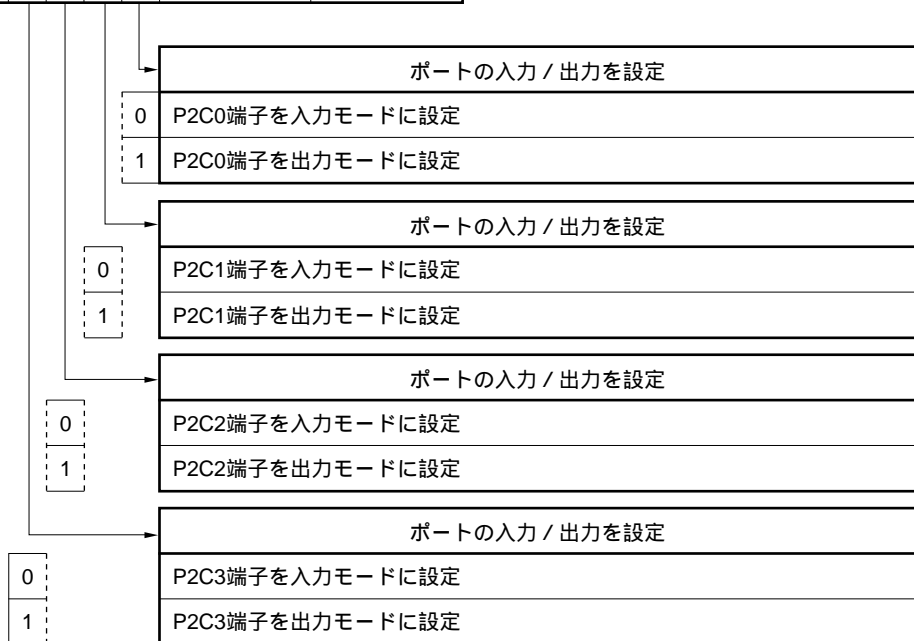 ポートの入力／出力を設定
0 P2C0端子を入力モードに設定
1 P2C0端子を出力モードに設定
ポートの入力／出力を設定
0 P2C1端子を入力モードに設定
1 P2C1端子を出力モードに設定
ポートの入力／出力を設定
0 P2C2端子を入力モードに設定
1 P2C2端子を出力モードに設定
ポートの入力／出力を設定
0 P2C3端子を入力モードに設定
1 P2C3端子を出力モードに設定